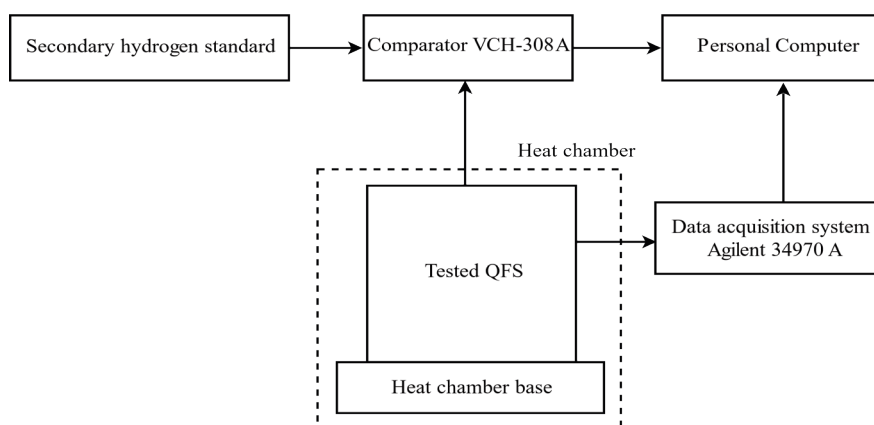 Secondary hydrogen standard
Comparator VCH-308A
Personal Computer
Heat chamber
Data acquisition system
Agilent 34970 A
Tested QFS
Heat chamber base